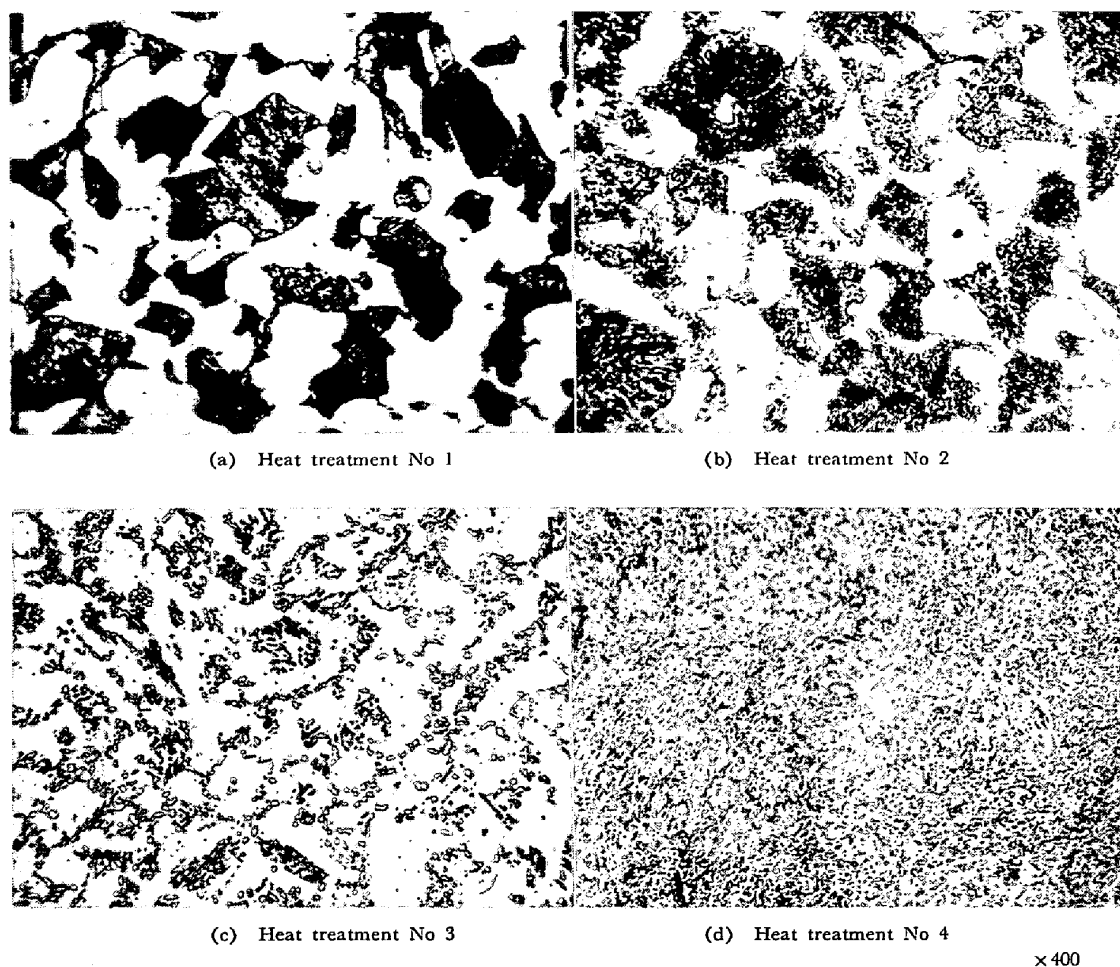 (a) Heat treatment No 1
(b) Heat treatment No 2
(c) Heat treatment No 3
(d) Heat treatment No 4
× 400